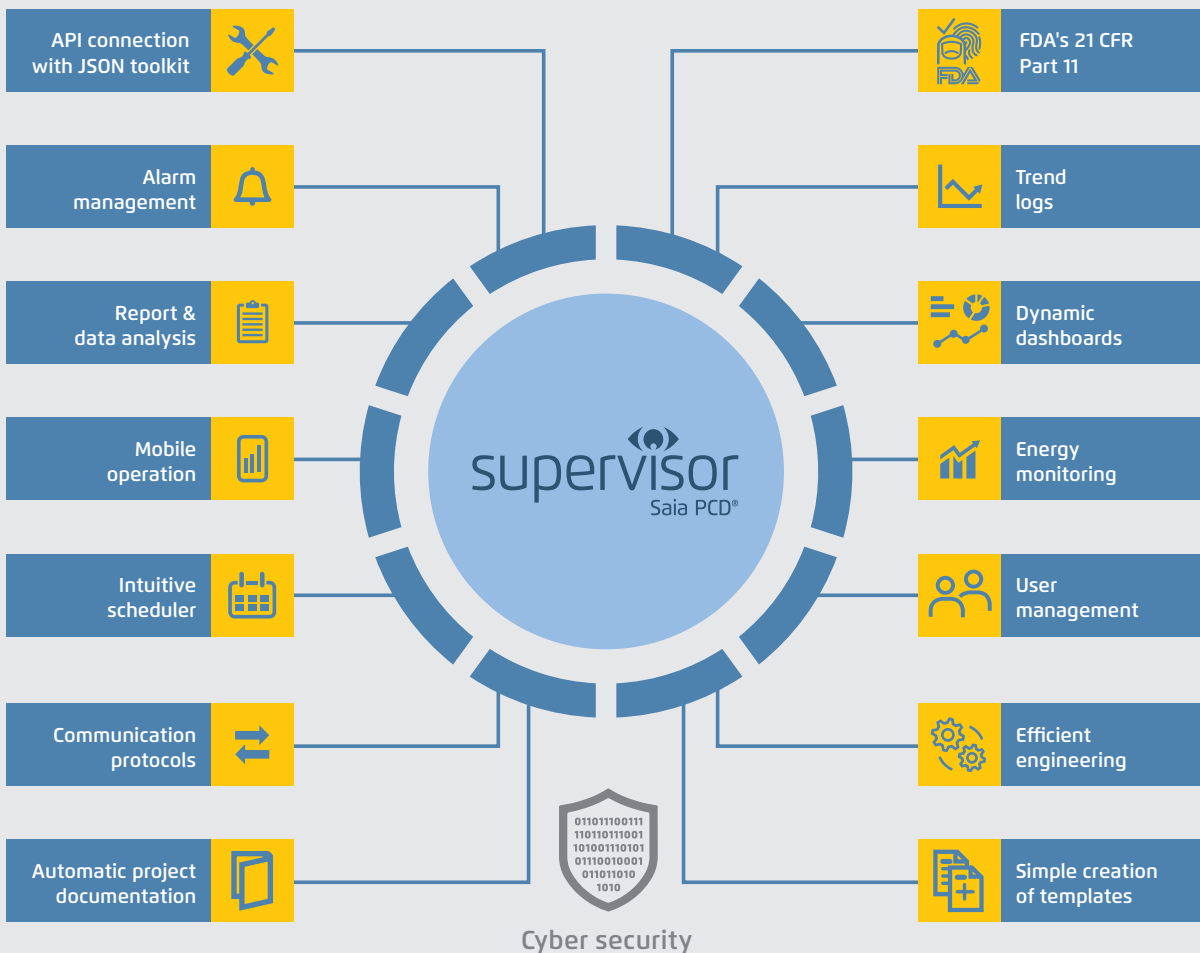 API connection
with JSON toolkit
Alarm
management
Report &
data analysis
Mobile
operation
Intuitive
scheduler
Communication
protocols
Automatic project
documentation
supervisor
Saia PCD®
FDA
FDA's 21 CFR
Part 11
Trend
logs
Dynamic
dashboards
Energy
monitoring
User
management
Efficient
engineering
Simple creation
of templates
011011100111
110110111001
101001110101
01110010001
011011010
1010
Cyber security